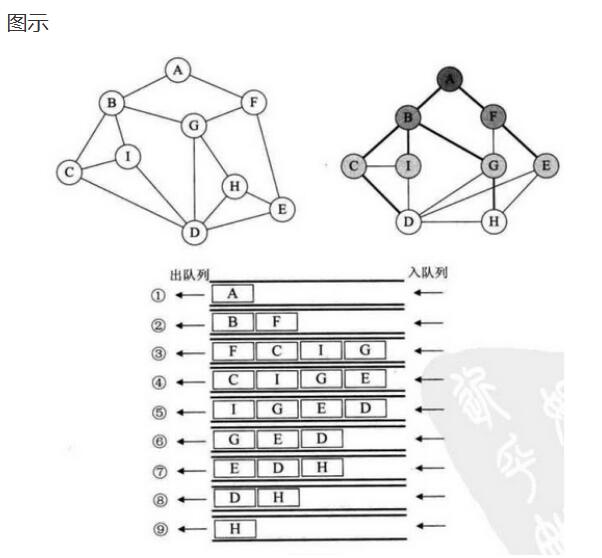 图示
A
B
F
G
C
I
H
E
D
A
B
F
C
I
G
E
D
H
出队列 入队列
① A
② B F
③ F C I G
④ C I G E
⑤ I G E D
⑥ G E D
⑦ E D H
⑧ D H
⑨ H